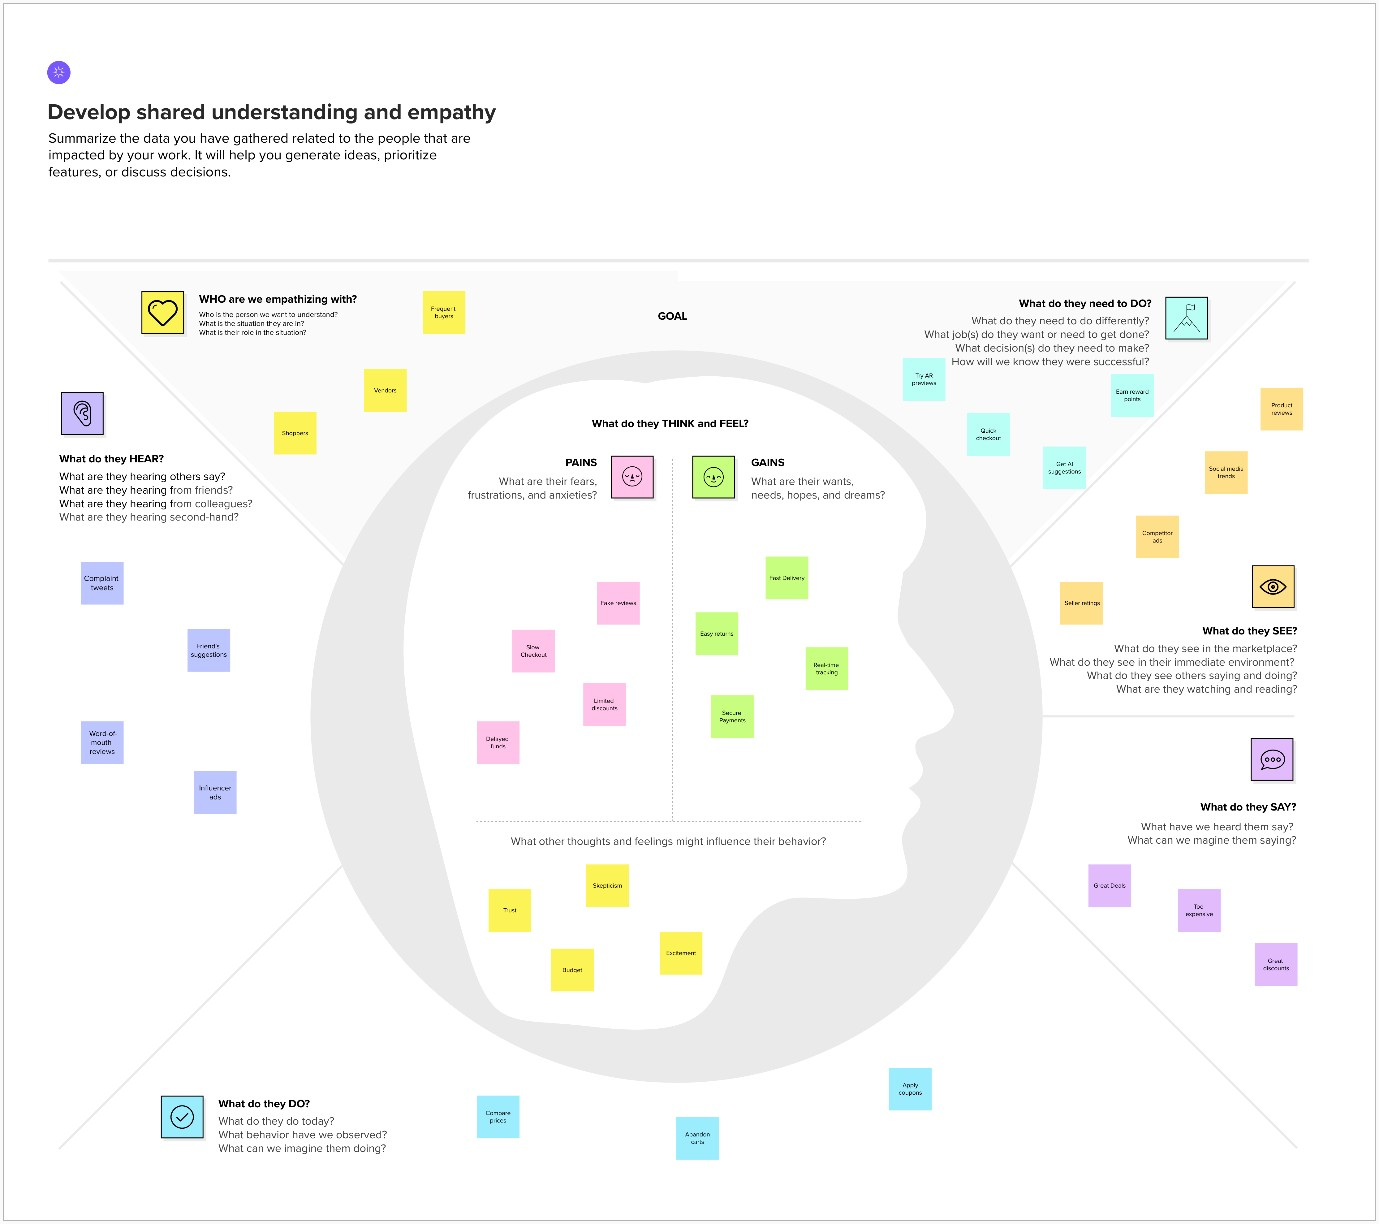 Develop shared understanding and empathy
Summarize the data you have gathered related to the people that are
impacted by your work. It will help you generate ideas, prioritize
features, or discuss decisions.
WHO are we empathizing with?
Who is the person we want to understand?
What is the situation they are in?
What is their role in the situation?
Frequent
buyers
Vendors
Shoppers
GOAL
What do they need to DO?
What do they need to do differently?
What job(s) do they want or need to get done?
What decision(s) do they need to make?
How will we know they were successful?
Try AR
previews
Earn reward
points
Quick
checkout
Get AI
suggestions
What do they HEAR?
What are they hearing others say?
What are they hearing from friends?
What are they hearing from colleagues?
What are they hearing second-hand?
Complaint
tweets
Friend's
suggestions
Word-of-
mouth
reviews
Influencer
ads
What do they THINK and FEEL?
PAINS
What are their fears,
frustrations, and anxieties?
Fake reviews
Slow
Checkout
Limited
discounts
Delayed
funds
GAINS
What are their wants,
needs, hopes, and dreams?
Fast Delivery
Easy returns
Real-time
tracking
Secure
Payments
What other thoughts and feelings might influence their behavior?
Skepticism
Trust
Excitement
Budget
Product
reviews
Social media
trends
Competitor
ads
Seller ratings
What do they SEE?
What do they see in the marketplace?
What do they see in their immediate environment?
What do they see others saying and doing?
What are they watching and reading?
What do they SAY?
What have we heard them say?
What can we magine them saying?
Great Deals
Too
expensive
Great
discounts
What do they DO?
What do they do today?
What behavior have we observed?
What can we imagine them doing?
Compare
prices
Abandon
carts
Apply
coupons